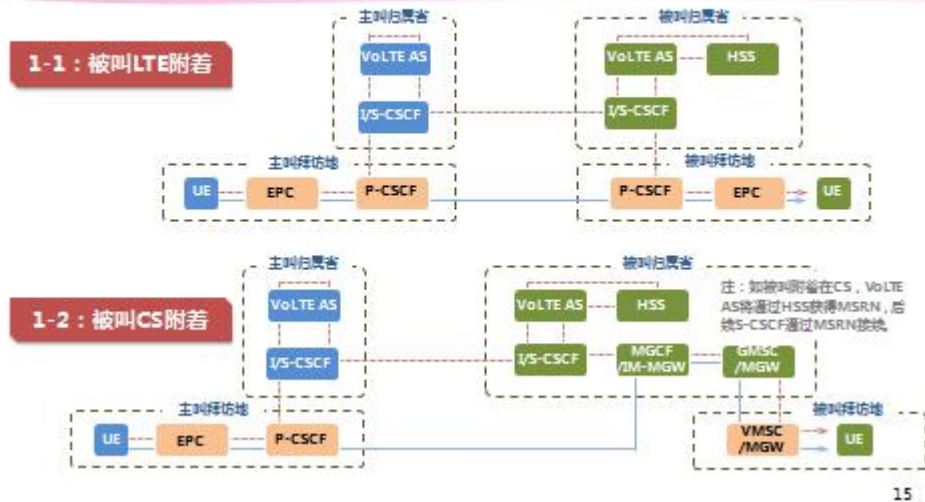 主叫归属省
被叫归属省
1-1：被叫LTE附着
VoLTE AS
VoLTE AS
HSS
I/S-CSCF
I/S-CSCF
主叫拜访地
被叫拜访地
UE
EPC
P-CSCF
P-CSCF
EPC
UE
主叫归属省
被叫归属省
1-2：被叫CS附着
VoLTE AS
VoLTE AS
HSS
注：如被叫附着在CS，VoLTE
AS将通过HSS获得MSRN，后
续S-CSCF通过MSRN接续。
I/S-CSCF
I/S-CSCF
MGCF
/IM-MGW
GMSC
/MGW
主叫拜访地
被叫拜访地
UE
EPC
P-CSCF
VMSC
/MGW
UE
15